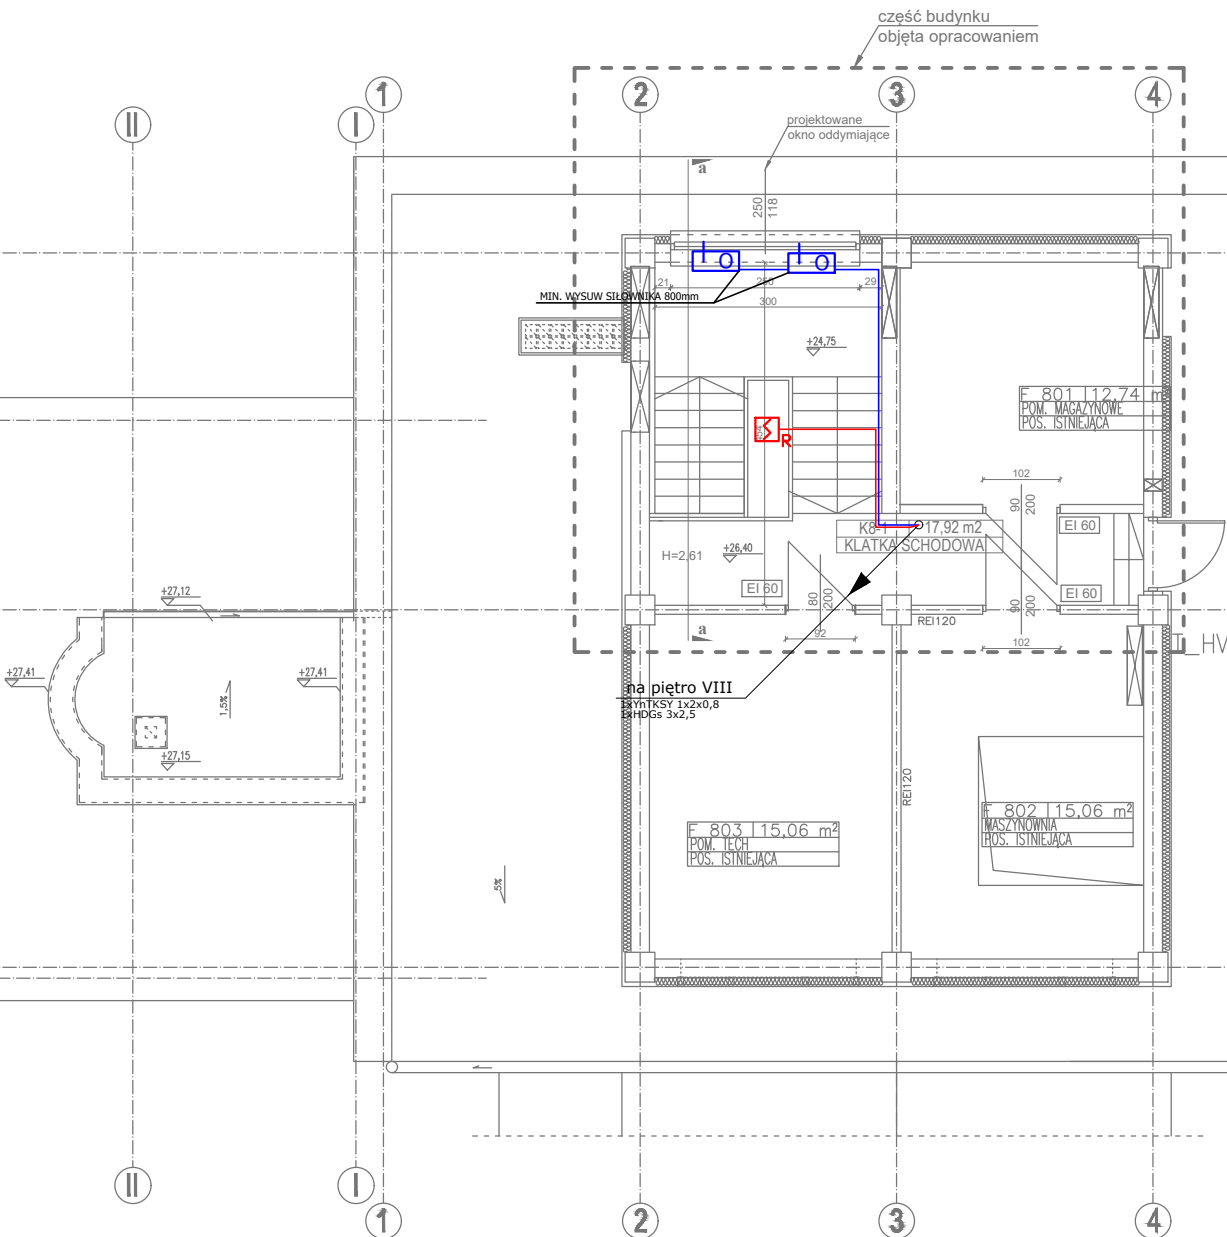 część budynku
objęta opracowaniem
1
2
3
4
II
I
projektowane
okno oddymiające
a
250
118
21
250
29
MIN. WYSUW SIŁOWNIKA 800mm
300
+24,75
F 801 12,74 m²
POM. MAGAZYNOWE
POS. ISTNIEJĄCA
R
102
90
200
K8-1 17,92 m2
KLATKA SCHODOWA
EI 60
H=2,61
+26,40
EI 60
EI 60
80
200
90
200
REI120
92
102
a
+27,12
+27,41
+27,41
1,5%
+27,15
na piętro VIII
1xYnTKSY 1x2x0,8
1xHDGs 3x2,5
REI120
F 803 15,06 m²
POM. TECH
POS. ISTNIEJĄCA
F 802 15,06 m²
MASZYNOWNIA
POS. ISTNIEJĄCA
5%
II
I
1
2
3
4